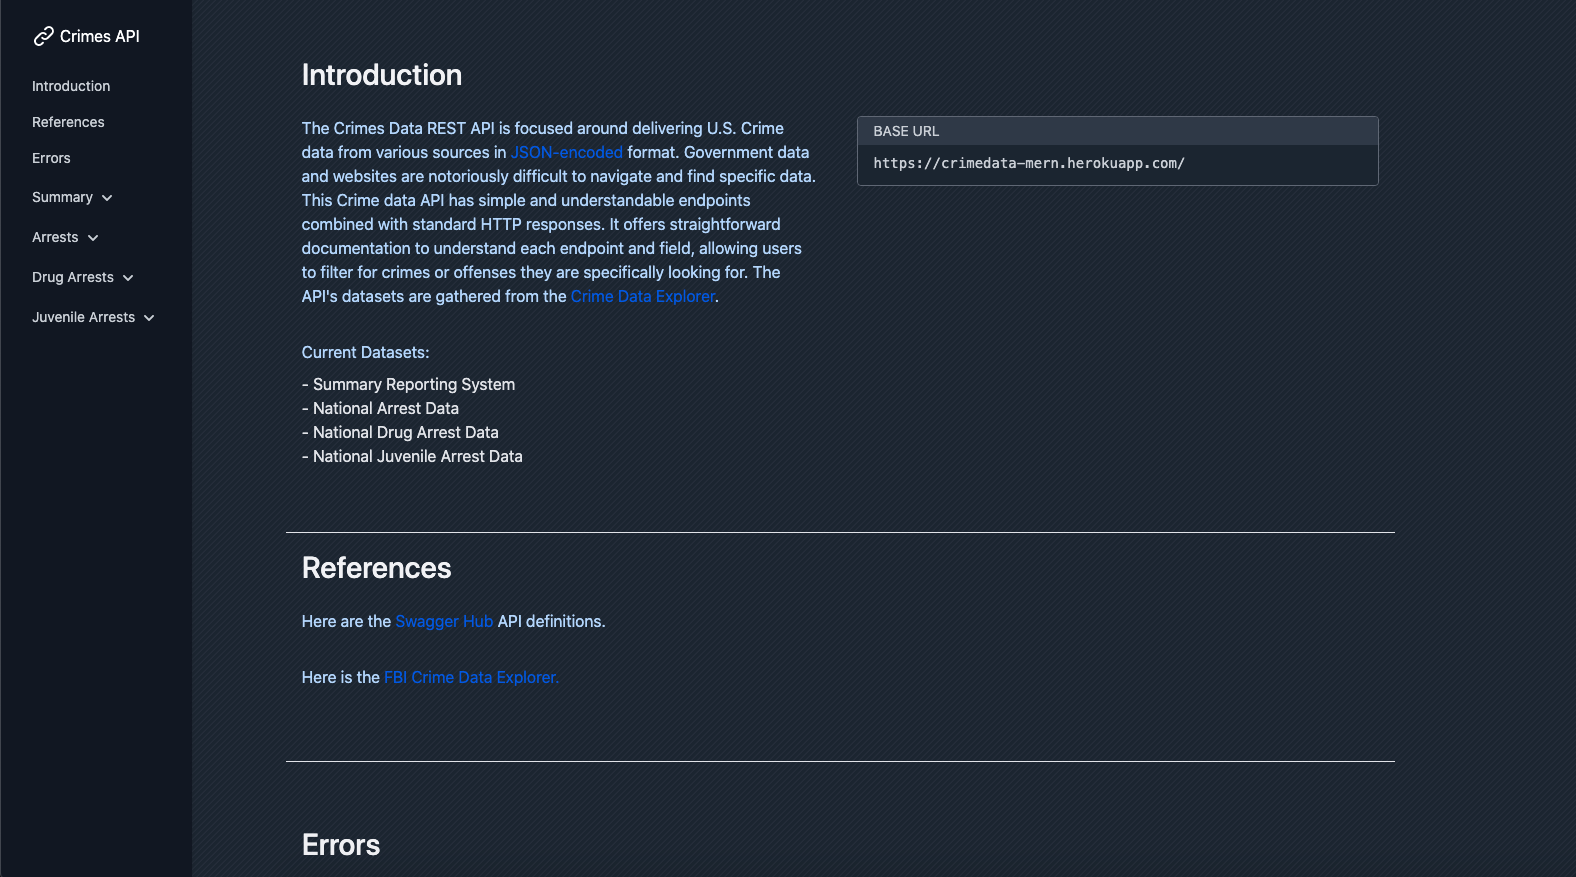 Crimes API
Introduction
References
Errors
Summary
Arrests
Drug Arrests
Juvenile Arrests
Introduction
The Crimes Data REST API is focused around delivering U.S. Crime
data from various sources in JSON-encoded format. Government data
and websites are notoriously difficult to navigate and find specific data.
This Crime data API has simple and understandable endpoints
combined with standard HTTP responses. It offers straightforward
documentation to understand each endpoint and field, allowing users
to filter for crimes or offenses they are specifically looking for. The
API's datasets are gathered from the Crime Data Explorer.
Current Datasets:
- Summary Reporting System
- National Arrest Data
- National Drug Arrest Data
- National Juvenile Arrest Data
BASE URL
https://crimedata-mern.herokuapp.com/
References
Here are the Swagger Hub API definitions.
Here is the FBI Crime Data Explorer.
Errors